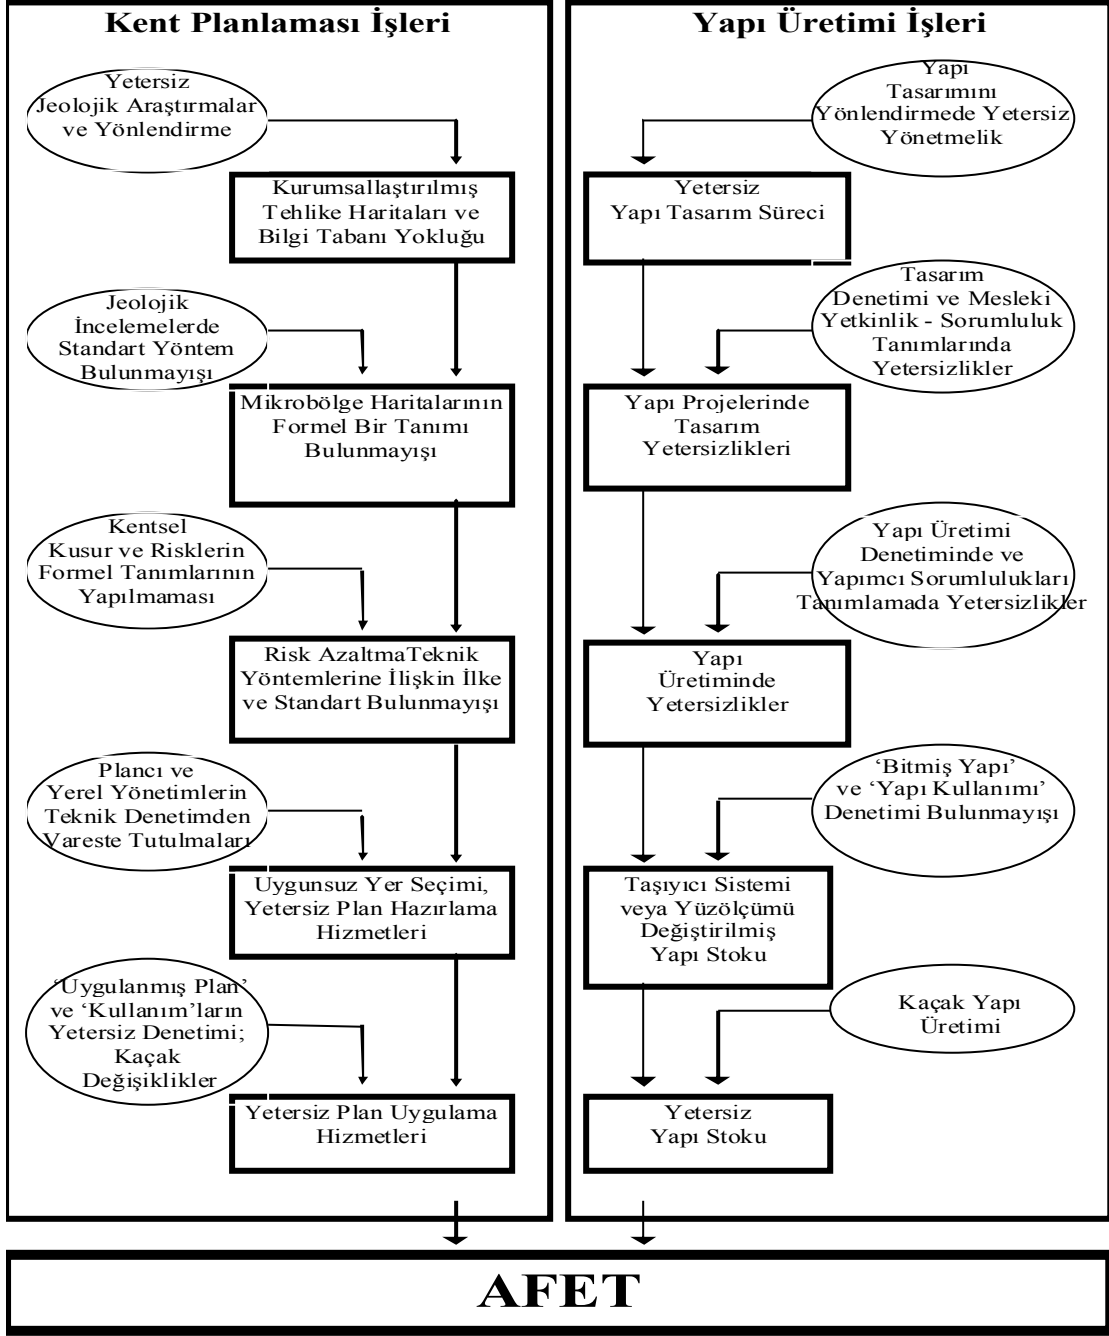 Kent Planlaması İşleri
Yetersiz
Jeolojik Araştırmalar
ve Yönlendirme
Kurumsallaştırılmış
Tehlike Haritaları ve
Bilgi Tabanı Yokluğu
Jeolojik
İncelemelerde
Standart Yöntem
Bulunmayışı
Mikrobölge Haritalarının
Formel Bir Tanımı
Bulunmayışı
Kentsel
Kusur ve Risklerin
Formel Tanımlarının
Yapılmaması
Risk AzaltmaTeknik
Yöntemlerine İlişkin İlke
ve Standart Bulunmayışı
Plancı ve
Yerel Yönetimlerin
Teknik Denetimden
Vareste Tutulmaları
Uygunsuz Yer Seçimi,
Yetersiz Plan Hazırlama
Hizmetleri
‘Uygulanmış Plan’
ve ‘Kullanım’ların
Yetersiz Denetimi;
Kaçak
Değişiklikler
Yetersiz Plan Uygulama
Hizmetleri
Yapı Üretimi İşleri
Yapı
Tasarımını
Yönlendirmede Yetersiz
Yönetmelik
Yetersiz
Yapı Tasarım Süreci
Tasarım
Denetimi ve Mesleki
Yetkinlik - Sorumluluk
Tanımlarında
Yetersizlikler
Yapı Projelerinde
Tasarım
Yetersizlikleri
Yapı Üretimi
Denetiminde ve
Yapımcı Sorumlulukları
Tanımlamada Yetersizlikler
Yapı
Üretiminde
Yetersizlikler
‘Bitmiş Yapı’
ve ‘Yapı Kullanımı’
Denetimi Bulunmayışı
Taşıyıcı Sistemi
veya Yüzölçümü
Değiştirilmiş
Yapı Stoku
Kaçak Yapı
Üretimi
Yetersiz
Yapı Stoku
AFET